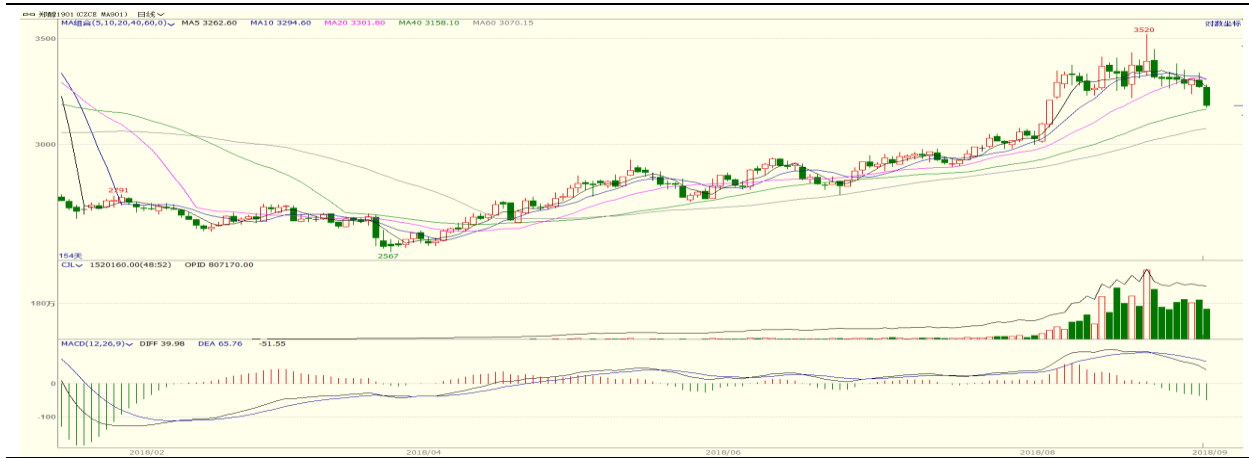 郑醇1901(CZCE MA901) 日线
MA组合(5,10,20,40,60,0) MA5 3262.60 MA10 3294.60 MA20 3301.80 MA40 3158.10 MA60 3070.15 对数坐标
3520
3500
3000
2791
2567
154天
CJL 1520160.00(48:52) OPID 807170.00
180万
MACD(12,26,9) DIFF 39.98 DEA 65.76 -51.55
0
-100
2018/02 2018/04 2018/06 2018/08 2018/09